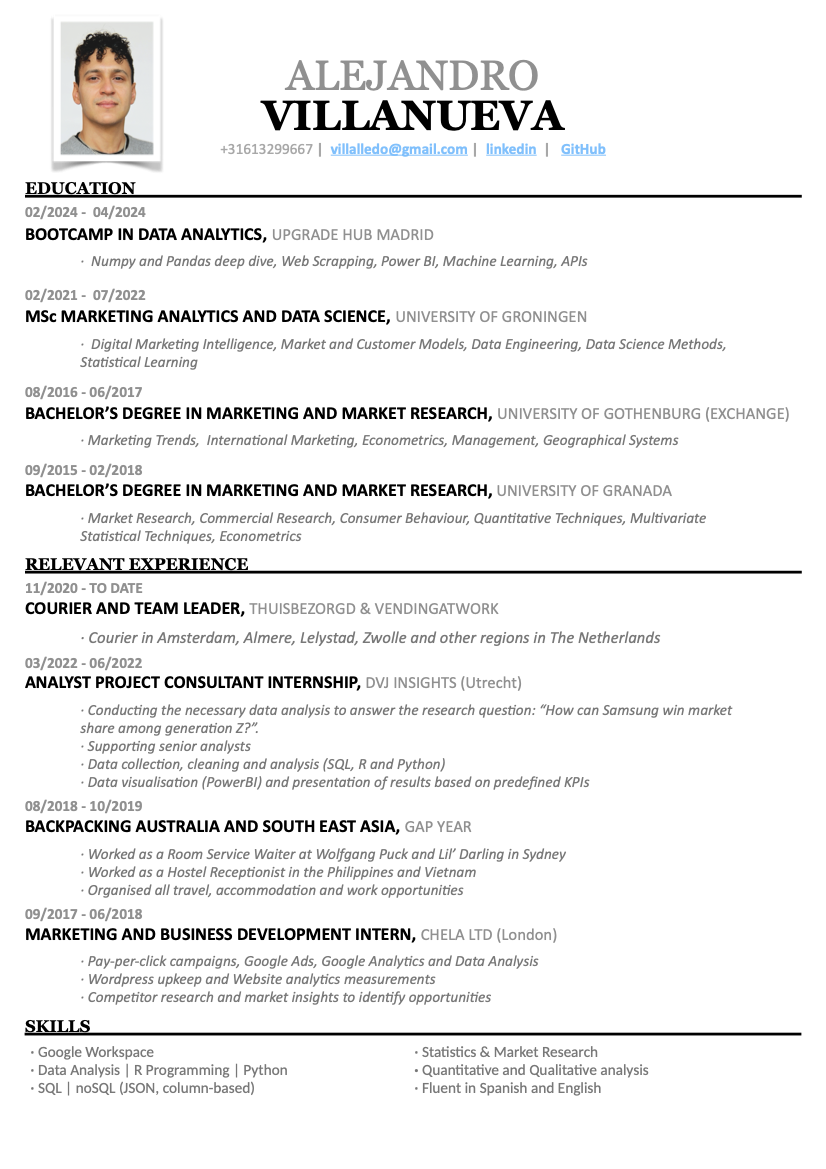 ALEJANDRO
VILLANUEVA
+31613299667 | villalledo@gmail.com | linkedin | GitHub
EDUCATION
02/2024 - 04/2024
BOOTCAMP IN DATA ANALYTICS, UPGRADE HUB MADRID
· Numpy and Pandas deep dive, Web Scrapping, Power BI, Machine Learning, APIs
02/2021 - 07/2022
MSc MARKETING ANALYTICS AND DATA SCIENCE, UNIVERSITY OF GRONINGEN
· Digital Marketing Intelligence, Market and Customer Models, Data Engineering, Data Science Methods,
Statistical Learning
08/2016 - 06/2017
BACHELOR’S DEGREE IN MARKETING AND MARKET RESEARCH, UNIVERSITY OF GOTHENBURG (EXCHANGE)
· Marketing Trends, International Marketing, Econometrics, Management, Geographical Systems
09/2015 - 02/2018
BACHELOR’S DEGREE IN MARKETING AND MARKET RESEARCH, UNIVERSITY OF GRANADA
· Market Research, Commercial Research, Consumer Behaviour, Quantitative Techniques, Multivariate
Statistical Techniques, Econometrics
RELEVANT EXPERIENCE
11/2020 - TO DATE
COURIER AND TEAM LEADER, THUISBEZORGD & VENDINGATWORK
· Courier in Amsterdam, Almere, Lelystad, Zwolle and other regions in The Netherlands
03/2022 - 06/2022
ANALYST PROJECT CONSULTANT INTERNSHIP, DVJ INSIGHTS (Utrecht)
· Conducting the necessary data analysis to answer the research question: “How can Samsung win market
share among generation Z?”.
· Supporting senior analysts
· Data collection, cleaning and analysis (SQL, R and Python)
· Data visualisation (PowerBI) and presentation of results based on predefined KPIs
08/2018 - 10/2019
BACKPACKING AUSTRALIA AND SOUTH EAST ASIA, GAP YEAR
· Worked as a Room Service Waiter at Wolfgang Puck and Lil’ Darling in Sydney
· Worked as a Hostel Receptionist in the Philippines and Vietnam
· Organised all travel, accommodation and work opportunities
09/2017 - 06/2018
MARKETING AND BUSINESS DEVELOPMENT INTERN, CHELA LTD (London)
· Pay-per-click campaigns, Google Ads, Google Analytics and Data Analysis
· Wordpress upkeep and Website analytics measurements
· Competitor research and market insights to identify opportunities
SKILLS
· Google Workspace
· Data Analysis | R Programming | Python
· SQL | noSQL (JSON, column-based)
· Statistics & Market Research
· Quantitative and Qualitative analysis
· Fluent in Spanish and English